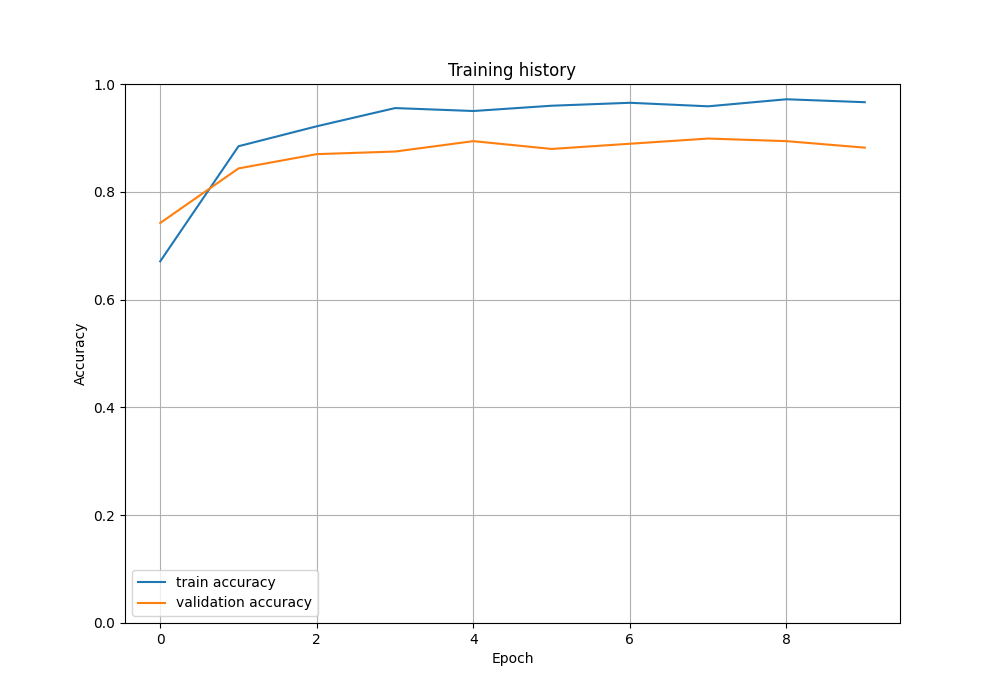 Training history
1.0
0.8
0.6
0.4
0.2
0.0
Accuracy
train accuracy
validation accuracy
0 2 4 6 8
Epoch